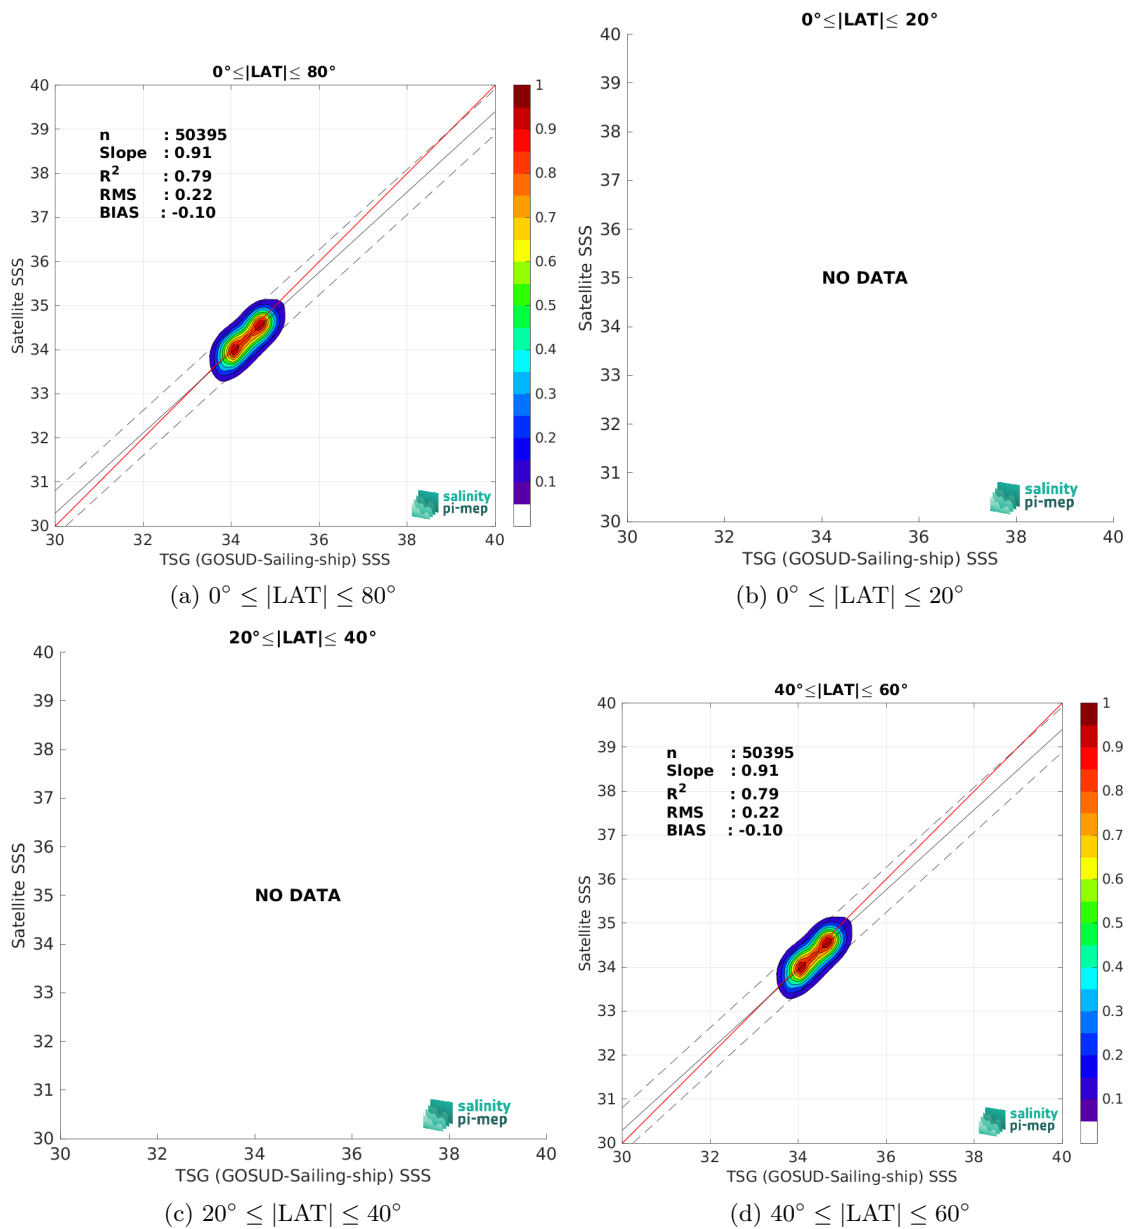 0°≤|LAT|≤ 80°
40
39
38
37
36
35
34
33
32
31
30
Satellite SSS
n : 50395
Slope : 0.91
R² : 0.79
RMS : 0.22
BIAS : -0.10
salinity
pi-mep
30 32 34 36 38 40
TSG (GOSUD-Sailing-ship) SSS
1
0.9
0.8
0.7
0.6
0.5
0.4
0.3
0.2
0.1
(a) 0° ≤ |LAT| ≤ 80°
0°≤|LAT|≤ 20°
40
39
38
37
36
35
34
33
32
31
30
Satellite SSS
NO DATA
salinity
pi-mep
30 32 34 36 38 40
TSG (GOSUD-Sailing-ship) SSS
(b) 0° ≤ |LAT| ≤ 20°
20°≤|LAT|≤ 40°
40
39
38
37
36
35
34
33
32
31
30
Satellite SSS
NO DATA
salinity
pi-mep
30 32 34 36 38 40
TSG (GOSUD-Sailing-ship) SSS
(c) 20° ≤ |LAT| ≤ 40°
40°≤|LAT|≤ 60°
40
39
38
37
36
35
34
33
32
31
30
Satellite SSS
n : 50395
Slope : 0.91
R² : 0.79
RMS : 0.22
BIAS : -0.10
salinity
pi-mep
30 32 34 36 38 40
TSG (GOSUD-Sailing-ship) SSS
1
0.9
0.8
0.7
0.6
0.5
0.4
0.3
0.2
0.1
(d) 40° ≤ |LAT| ≤ 60°